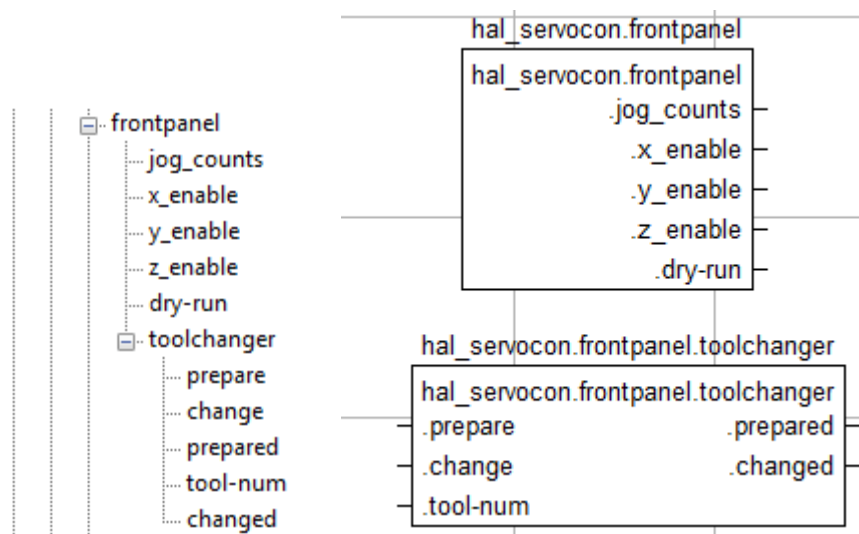 frontpanel
jog_counts
x_enable
y_enable
z_enable
dry-run
toolchanger
prepare
change
prepared
tool-num
changed
hal_servocon.frontpanel
hal_servocon.frontpanel
.jog_counts
.x_enable
.y_enable
.z_enable
.dry-run
hal_servocon.frontpanel.toolchanger
hal_servocon.frontpanel.toolchanger
.prepare .prepared
.change .changed
.tool-num